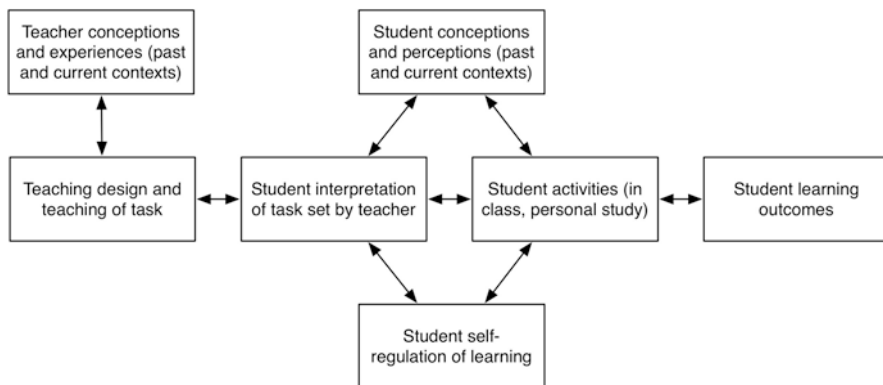 Teacher conceptions
and experiences (past
and current contexts)
Student conceptions
and perceptions (past
and current contexts)
Teaching design and
teaching of task
Student interpretation
of task set by teacher
Student activities (in
class, personal study)
Student learning
outcomes
Student self-
regulation of learning